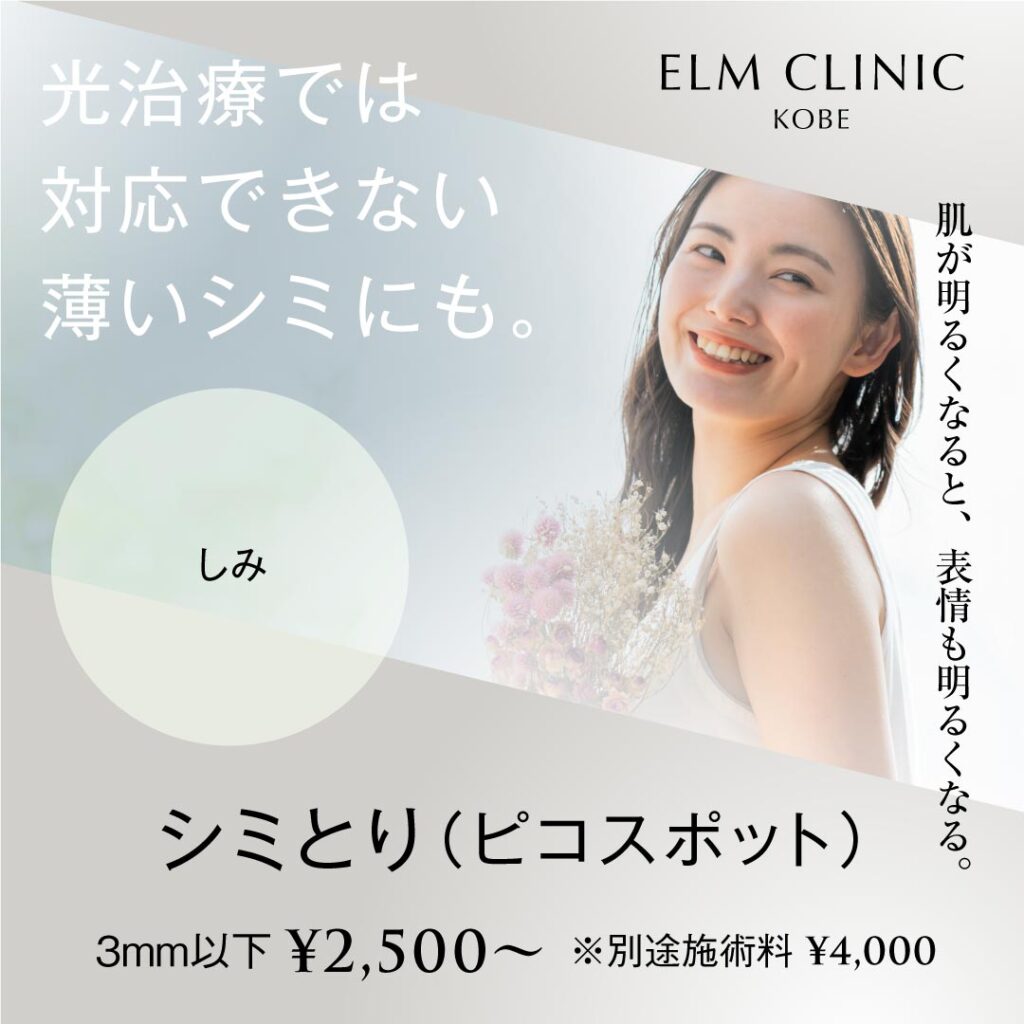 光治療では
対応できない
薄いシミにも。
ELM CLINIC
KOBE
肌が明るくなると、表情も明るくなる。
しみ
シミとり（ピコスポット）
3mm以下 ¥2,500〜 ※別途施術料 ¥4,000